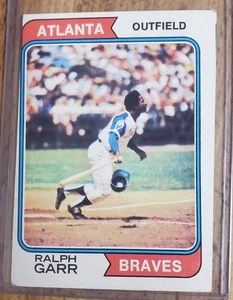 ATLANTA OUTFIELD
RALPH
GARR BRAVES